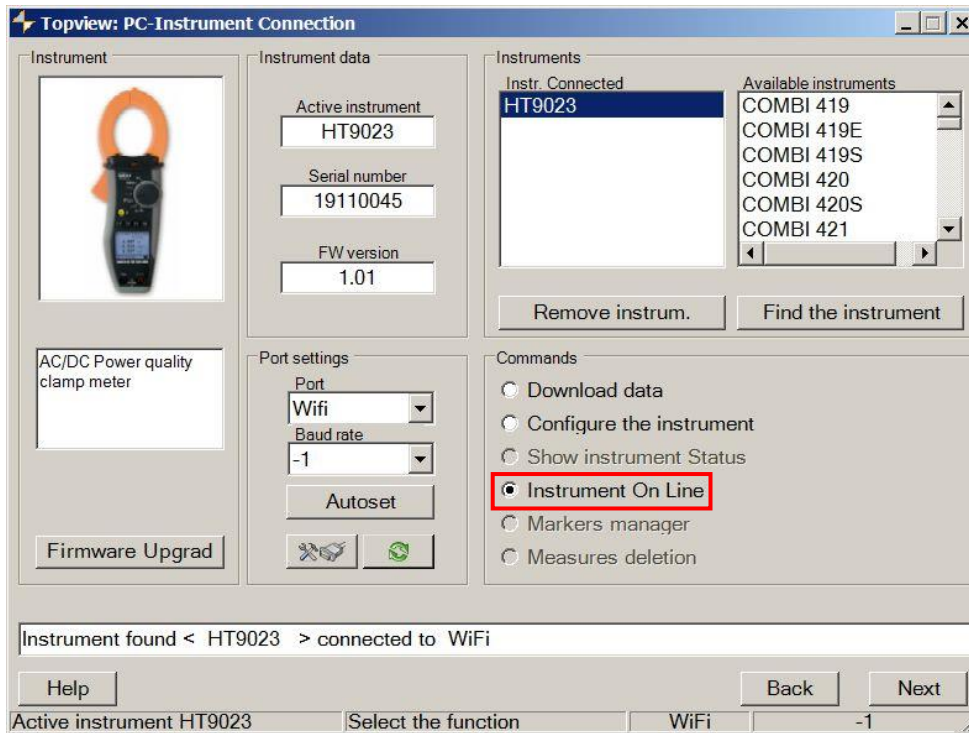 Topview: PC-Instrument Connection
Instrument
AC/DC Power quality
clamp meter
Firmware Upgrad
Instrument data
Active instrument
HT9023
Serial number
19110045
FW version
1.01
Port settings
Port
Wifi
Baud rate
-1
Autoset
Instruments
Instr. Connected
HT9023
Available instruments
COMBI 419
COMBI 419E
COMBI 419S
COMBI 420
COMBI 420S
COMBI 421
Remove instrum.
Find the instrument
Commands
Download data
Configure the instrument
Show instrument Status
Instrument On Line
Markers manager
Measures deletion
Instrument found < HT9023 > connected to WiFi
Help
Back
Next
Active instrument HT9023
Select the function
WiFi
-1